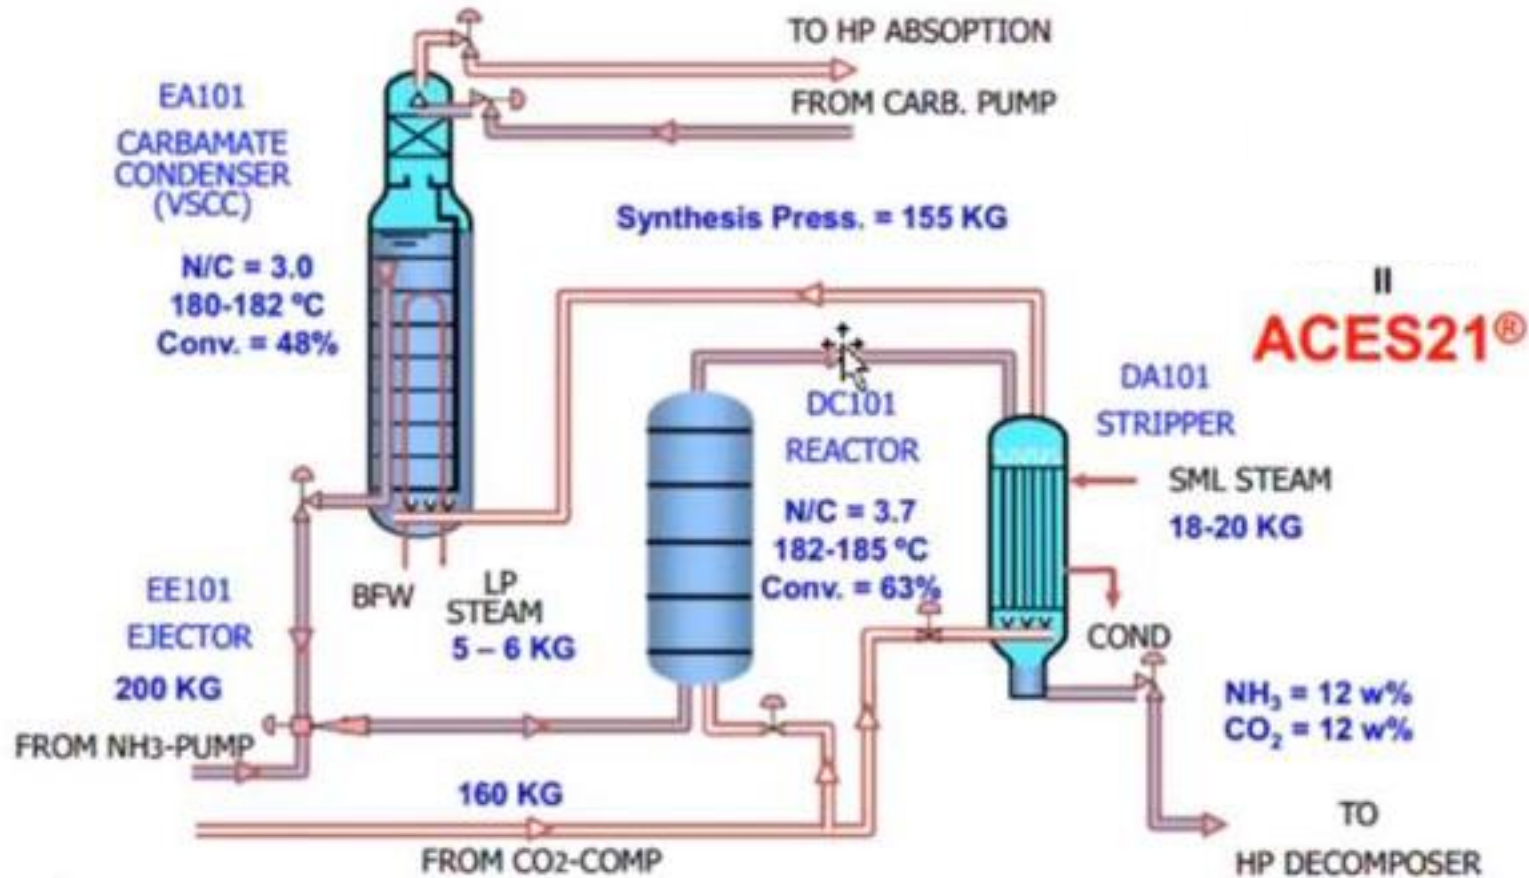 TO HP ABSOPTION
FROM CARB. PUMP
EA101
CARBAMATE
CONDENSER
(VSCC)
N/C = 3.0
180-182 ºC
Conv. = 48%
Synthesis Press. = 155 KG
II
ACES21®
DC101
REACTOR
N/C = 3.7
182-185 ºC
Conv. = 63%
DA101
STRIPPER
SML STEAM
18-20 KG
COND
BFW
LP
STEAM
5 – 6 KG
EE101
EJECTOR
200 KG
FROM NH3-PUMP
160 KG
FROM CO2-COMP
NH₃ = 12 w%
CO₂ = 12 w%
TO
HP DECOMPOSER